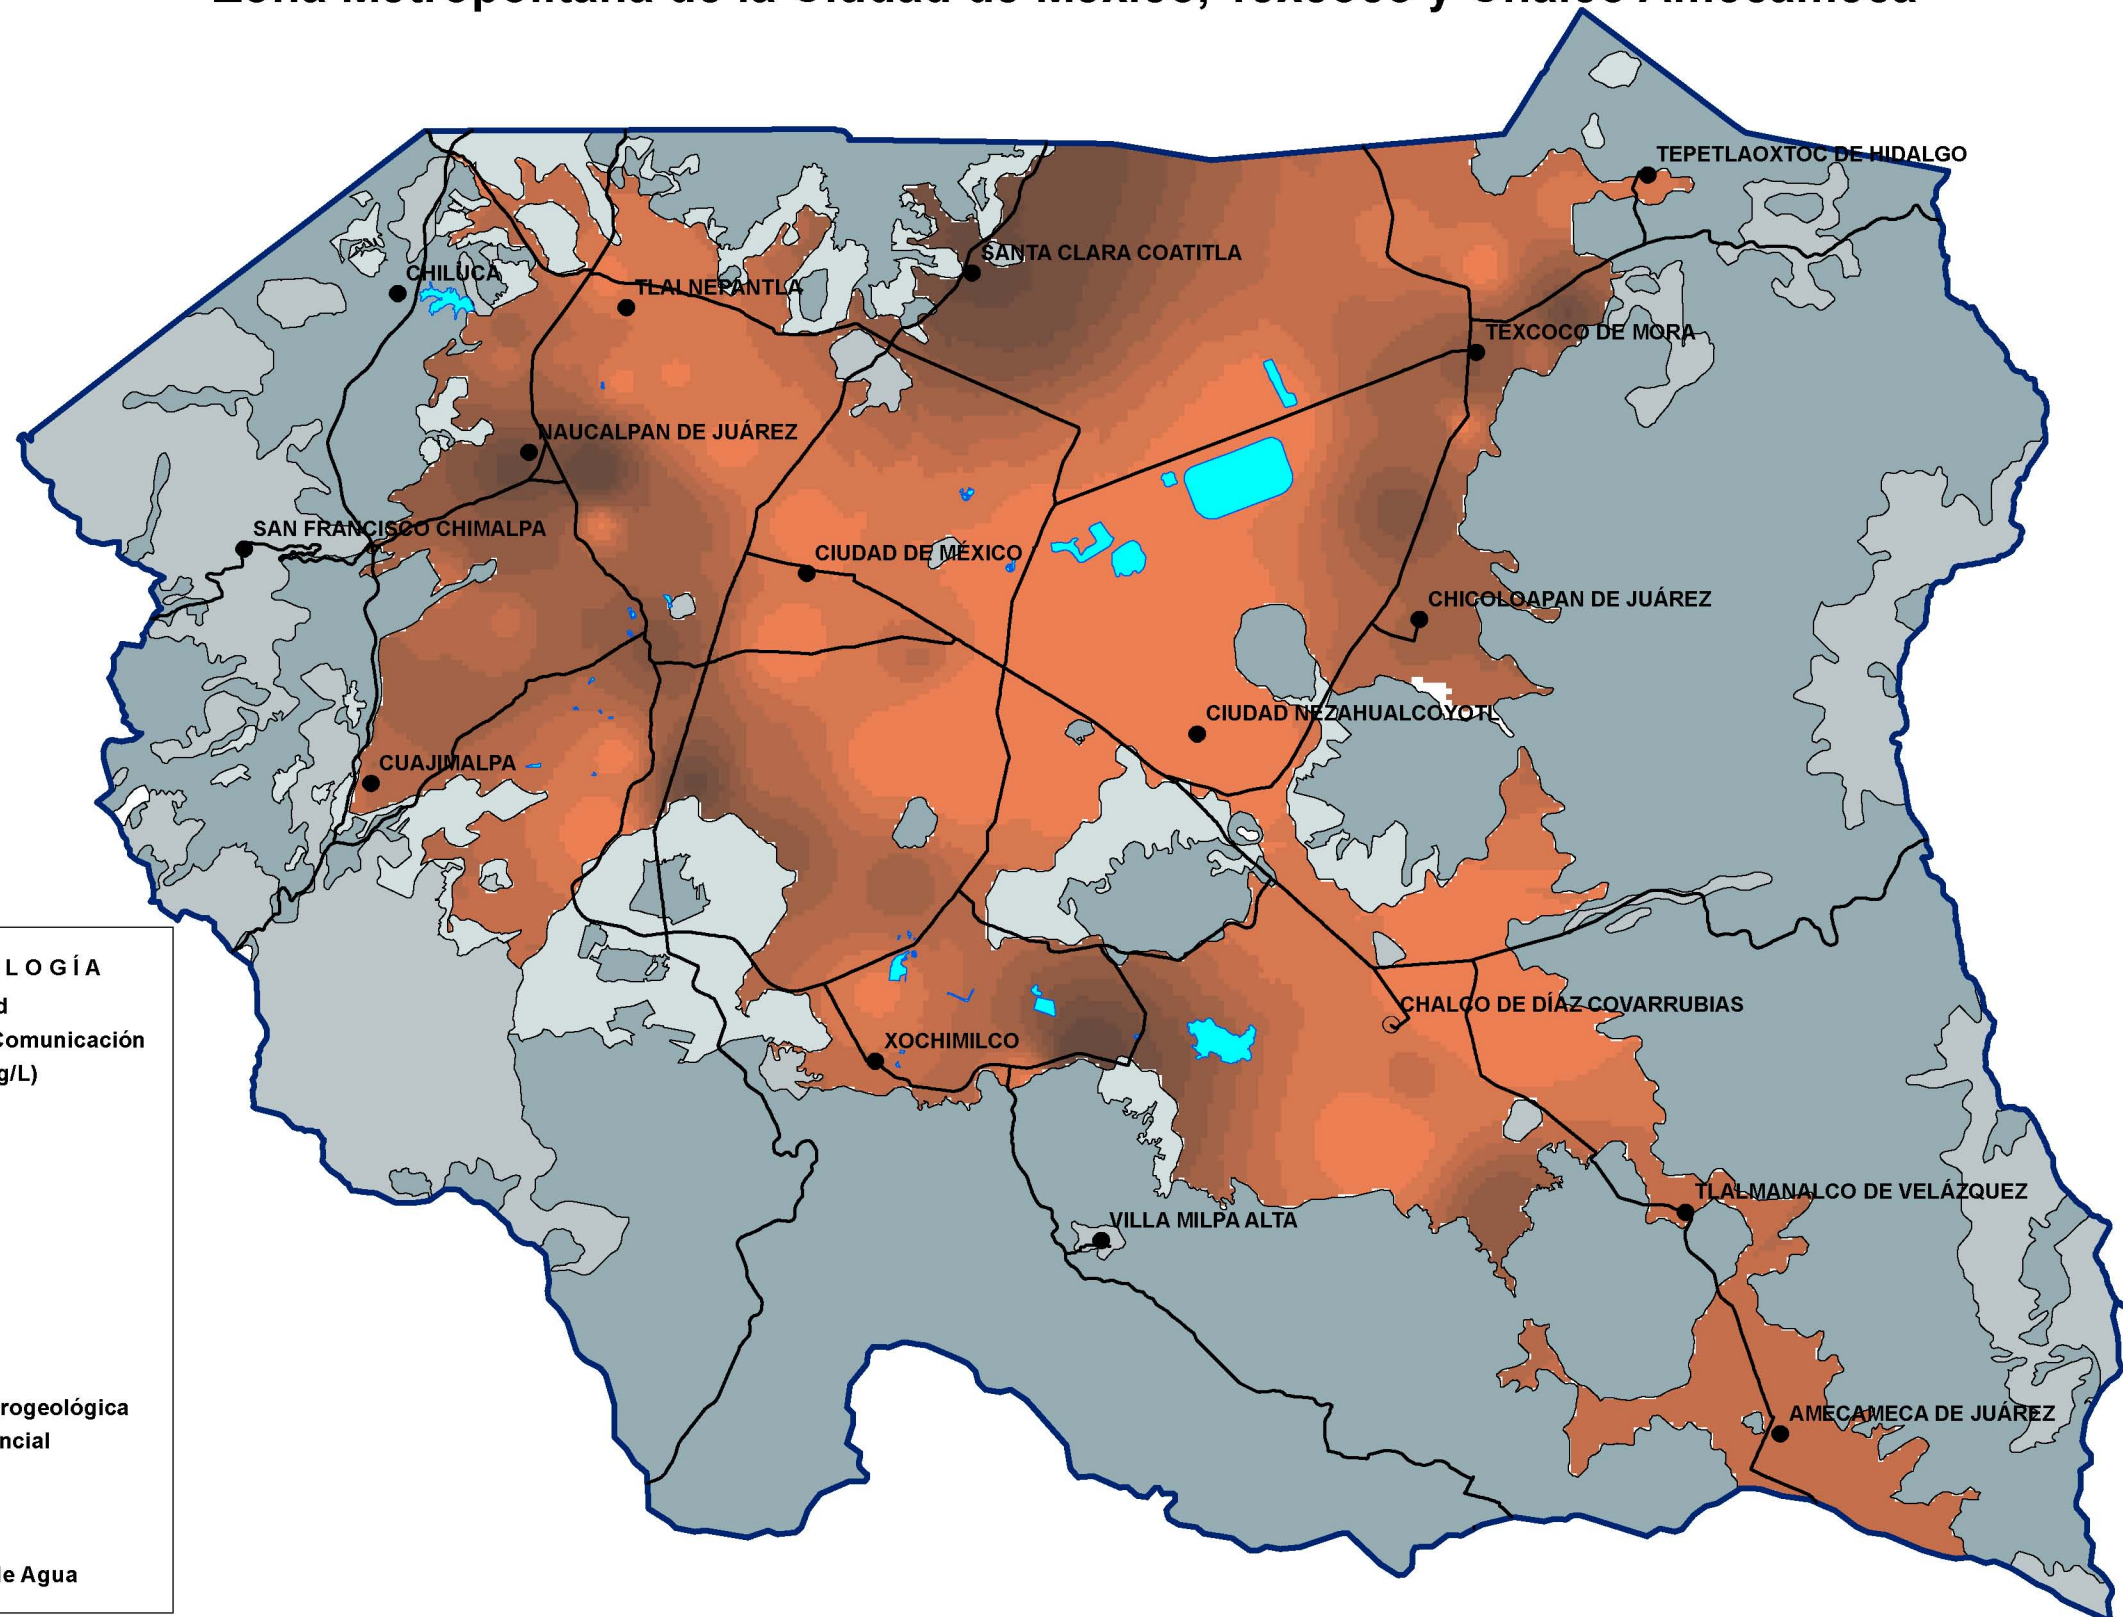 Zona Metropolitana de la Ciudad de México, Texcoco y Chalco Amecameca
TEPETLAOXTOC DE HIDALGO
SANTA CLARA COATITLA
CHILUCA
TLALNEPANTLA
TEXCOCO DE MORA
NAUCALPAN DE JUÁREZ
SAN FRANCISCO CHIMALPA
CIUDAD DE MÉXICO
CHICOLOAPAN DE JUÁREZ
CIUDAD NEZAHUALCOYOTL
CUAJIMALPA
LOGÍA
d
Comunicación
g/L)
CHALCO DE DÍAZ COVARRUBIAS
XOCHIMILCO
TLALMANALCO DE VELÁZQUEZ
VILLA MILPA ALTA
rogeológica
ncial
AMECAMECA DE JUÁREZ
de Agua